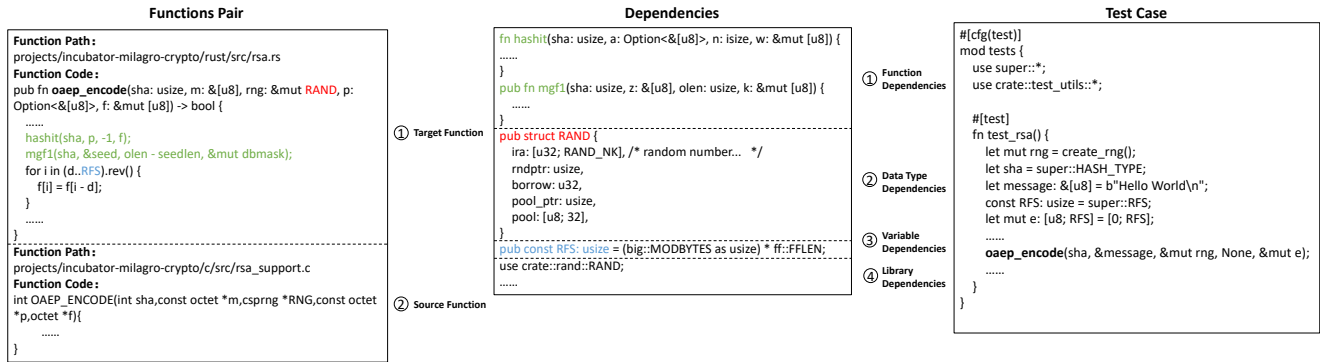 Functions Pair
Function Path:
projects/incubator-milagro-crypto/rust/src/rsa.rs
Function Code:
pub fn oaep_encode(sha: usize, m: &[u8], rng: &mut RAND, p:
Option<&[u8]>, f: &mut [u8]) -> bool {
……
hashit(sha, p, -1, f);
mgf1(sha, &seed, olen - seedlen, &mut dbmask);
for i in (d..RFS).rev() {
f[i] = f[i - d];
}
……
}
Function Path:
projects/incubator-milagro-crypto/c/src/rsa_support.c
Function Code:
int OAEP_ENCODE(int sha,const octet *m,csprng *RNG,const octet
*p,octet *f){
……
}
① Target Function
② Source Function
Dependencies
fn hashit(sha: usize, a: Option<&[u8]>, n: isize, w: &mut [u8]) {
……
}
pub fn mgf1(sha: usize, z: &[u8], olen: usize, k: &mut [u8]) {
……
}
pub struct RAND {
ira: [u32; RAND_NK], /* random number... */
rndptr: usize,
borrow: u32,
pool_ptr: usize,
pool: [u8; 32],
}
pub const RFS: usize = (big::MODBYTES as usize) * ff::FFLEN;
use crate::rand::RAND;
……
① Function
Dependencies
② Data Type
Dependencies
③ Variable
Dependencies
④ Library
Dependencies
Test Case
#[cfg(test)]
mod tests {
use super::*;
use crate::test_utils::*;
#[test]
fn test_rsa() {
let mut rng = create_rng();
let sha = super::HASH_TYPE;
let message: &[u8] = b"Hello World\n";
const RFS: usize = super::RFS;
let mut e: [u8; RFS] = [0; RFS];
……
oaep_encode(sha, &message, &mut rng, None, &mut e);
……
}
}